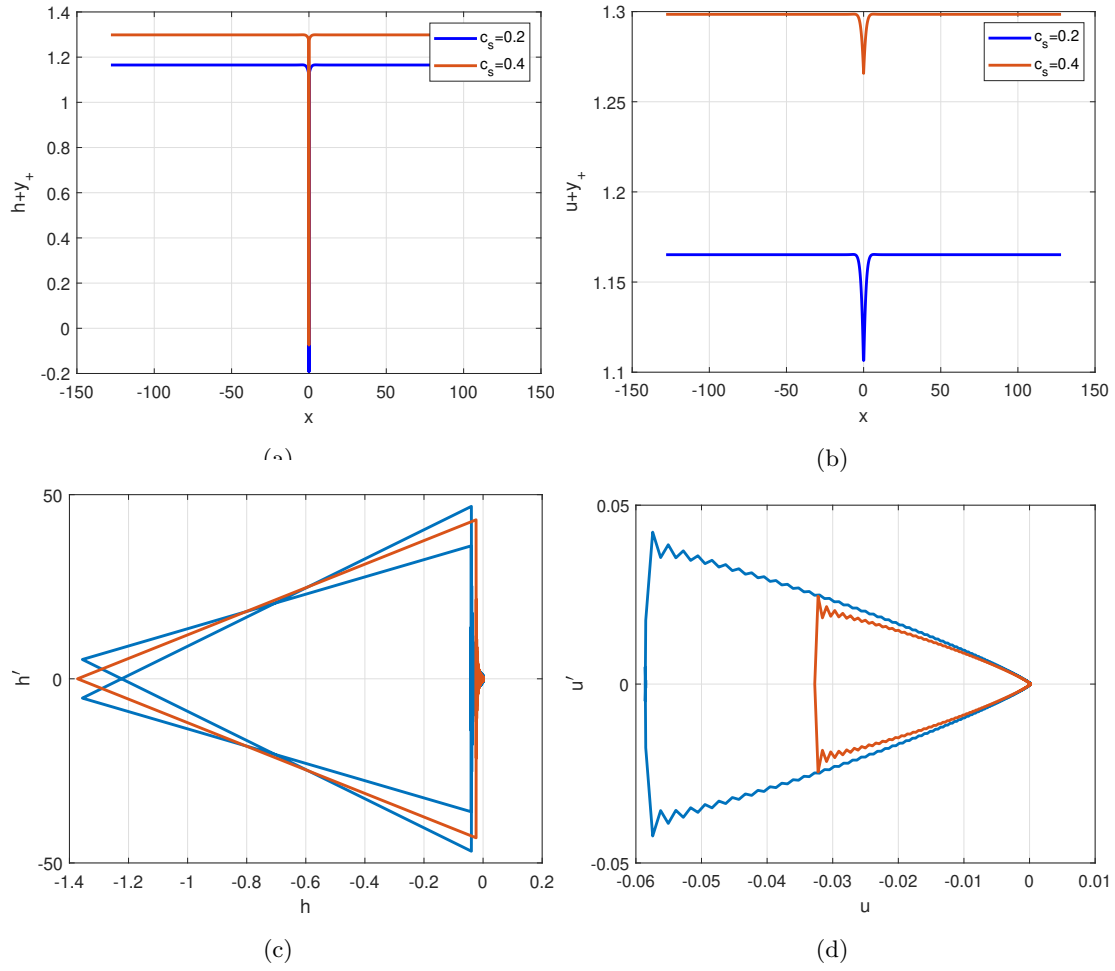 1.4
1.2
1
0.8
0.6
0.4
0.2
0
-0.2
-150 -100 -50 0 50 100 150
x
h+y₊
c_s=0.2
c_s=0.4
(a)
1.3
1.25
1.2
1.15
1.1
-150 -100 -50 0 50 100 150
x
u+y₊
c_s=0.2
c_s=0.4
(b)
50
0
-50
-1.4 -1.2 -1 -0.8 -0.6 -0.4 -0.2 0 0.2
h
h′
(c)
0.05
0
-0.05
-0.06 -0.05 -0.04 -0.03 -0.02 -0.01 0 0.01
u
u′
(d)